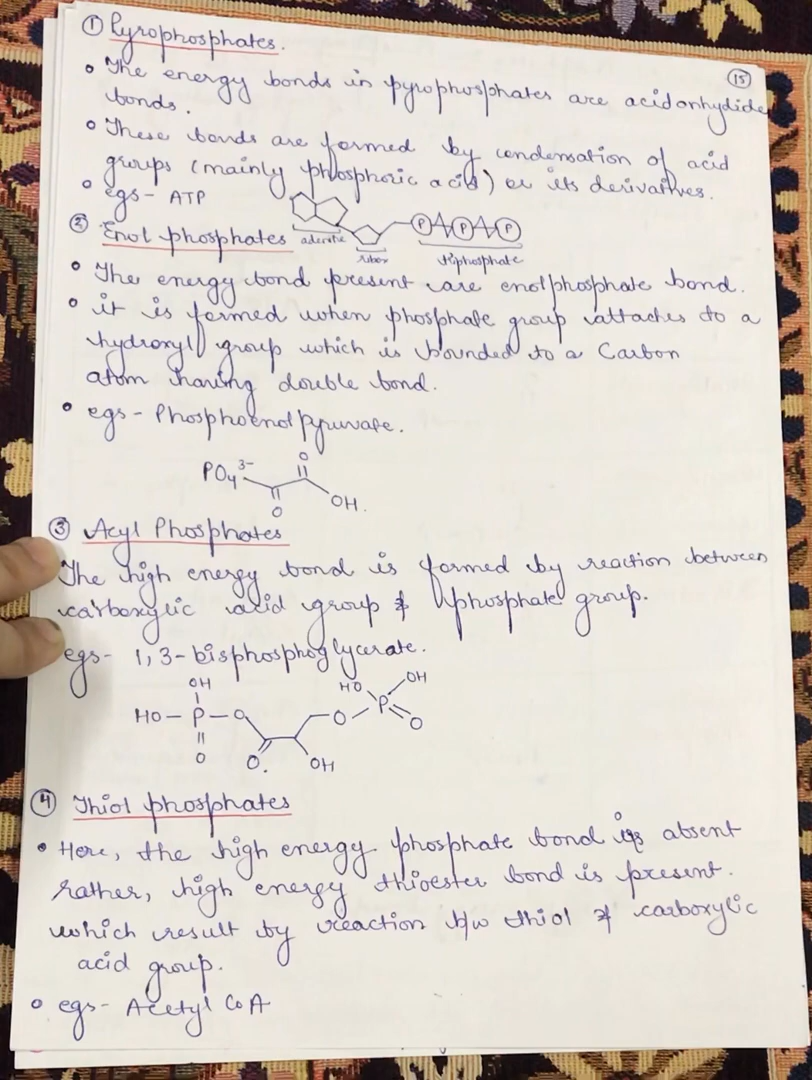 ① Pyrophosphates.
⑮
• The energy bonds in pyrophosphates are acidanhydide
bonds.
• These bonds are formed by condensation of acid
groups (mainly phosphoric acid) or its derivatives.
• egs - ATP
P P P
adenine ribose triphosphate
② Enol phosphates
• The energy bond present are enolphosphate bond.
• it is formed when phosphate group attaches to a
hydroxyl group which is bounded to a Carbon
atom having double bond.
• egs - Phosphoenolpyruvate.
PO₄³⁻ O
O OH.
③ Acyl Phosphates
The high energy bond is formed by reaction between
carboxylic acid group & phosphate group.
egs - 1,3-bisphosphoglycerate.
OH HO OH
HO-P-O O-P=O
O O. OH
④ Thiol phosphates
• Here, the high energy phosphate bond is absent
rather, high energy thioester bond is present.
which result by reaction b/w thiol & carboxylic
acid group.
• egs - Acetyl CoA